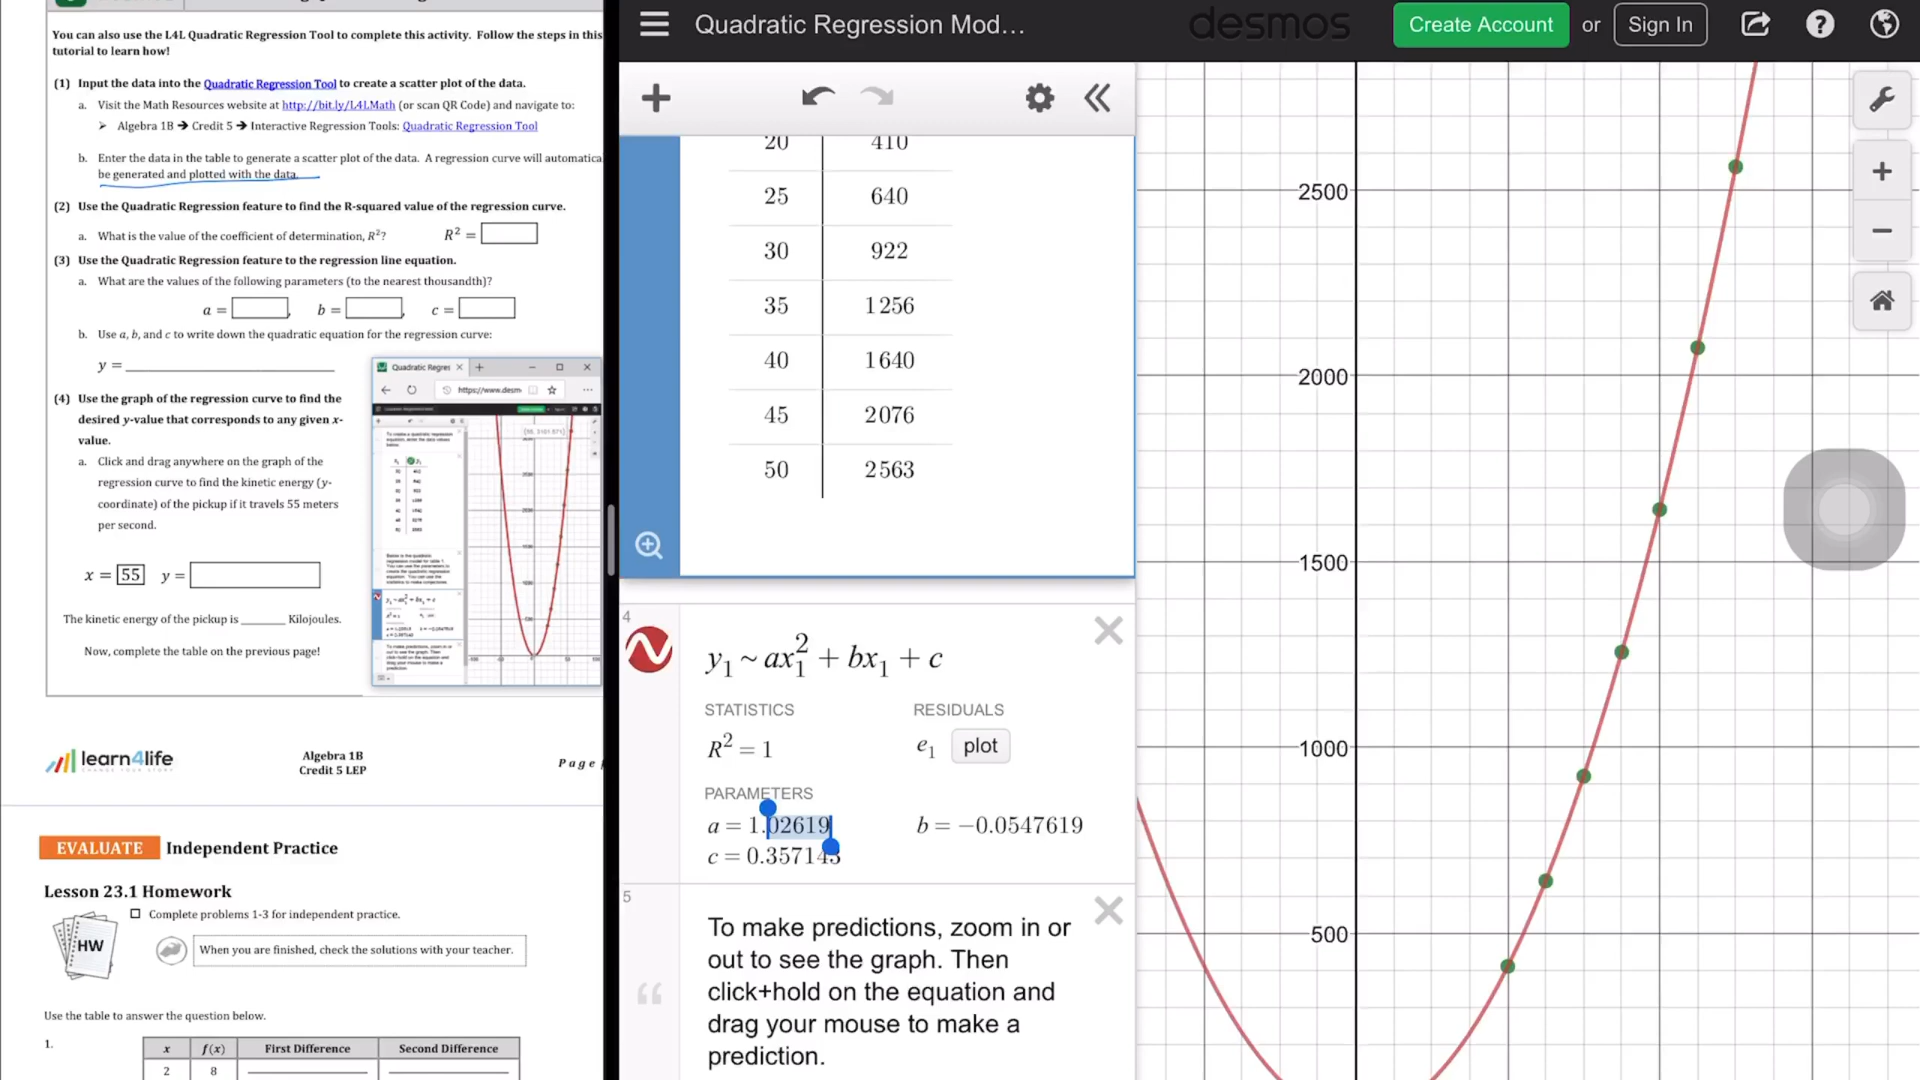 You can also use the L4L Quadratic Regression Tool to complete this activity. Follow the steps in this
tutorial to learn how!
(1) Input the data into the Quadratic Regression Tool to create a scatter plot of the data.
a. Visit the Math Resources website at http://bit.ly/L4LMath (or scan QR Code) and navigate to:
➢ Algebra 1B ➔ Credit 5 ➔ Interactive Regression Tools: Quadratic Regression Tool
b. Enter the data in the table to generate a scatter plot of the data. A regression curve will automatica
be generated and plotted with the data.
(2) Use the Quadratic Regression feature to find the R-squared value of the regression curve.
a. What is the value of the coefficient of determination, R²? R² =
(3) Use the Quadratic Regression feature to the regression line equation.
a. What are the values of the following parameters (to the nearest thousandth)?
a = , b = , c =
b. Use a, b, and c to write down the quadratic equation for the regression curve:
y = ____
(4) Use the graph of the regression curve to find the
desired y-value that corresponds to any given x-
value.
a. Click and drag anywhere on the graph of the
regression curve to find the kinetic energy (y-
coordinate) of the pickup if it travels 55 meters
per second.
x = 55 y =
The kinetic energy of the pickup is ____ Kilojoules.
Now, complete the table on the previous page!
Quadratic Regres
https://www.desm
learn4life
Algebra 1B
Credit 5 LEP
Page
EVALUATE Independent Practice
Lesson 23.1 Homework
HW
Complete problems 1-3 for independent practice.
When you are finished, check the solutions with your teacher.
Use the table to answer the question below.
1.
x f(x) First Difference Second Difference
2 8
Quadratic Regression Mod...
desmos
Create Account or Sign In
20 410
25 640
30 922
35 1256
40 1640
45 2076
50 2563
4
y₁ ~ ax₁² + bx₁ + c
STATISTICS RESIDUALS
R² = 1 e₁ plot
PARAMETERS
a = 1.02619 b = −0.0547619
c = 0.357143
5
To make predictions, zoom in or
out to see the graph. Then
click+hold on the equation and
drag your mouse to make a
prediction.
2500
2000
1500
1000
500